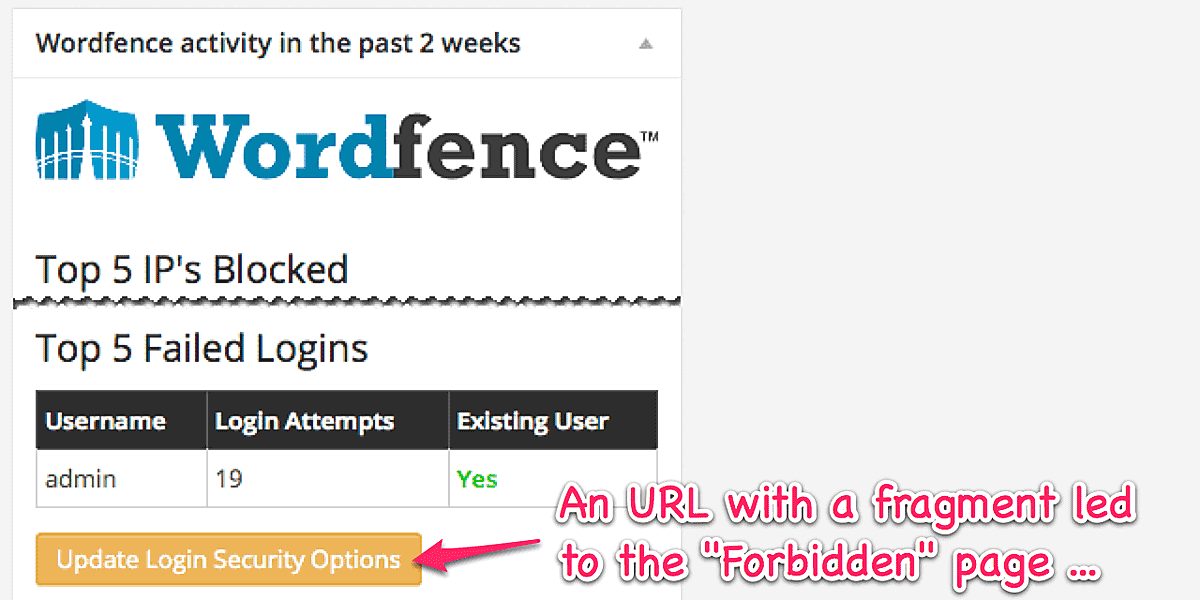 Wordfence activity in the past 2 weeks
Wordfence™
Top 5 IP's Blocked
Top 5 Failed Logins
Username Login Attempts Existing User
admin 19 Yes
Update Login Security Options
An URL with a fragment led
to the "Forbidden" page ...